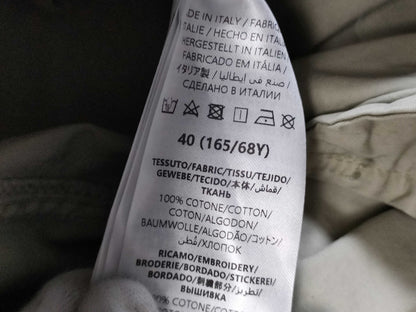 DE IN ITALY / FABRIC
ITALIE / HECHO EN ITALI
HERGESTELLT IN ITALIEN
FABRICADO EM ITÁLIA /
イタリア製 / صنع في ايطاليا /
СДЕЛАНО В ИТАЛИИ
40 (165/68Y)
TESSUTO/FABRIC/TISSU/TEJIDO/
GEWEBE/TECIDO/本体/قماش/
ТКАНЬ
100% COTONE/COTTON/
COTON/ALGODON/
BAUMWOLLE/ALGODÃO/コットン/
قطن/ХЛОПОК
RICAMO/EMBROIDERY/
BRODERIE/BORDADO/STICKEREI/
BORDADO/刺繍部分/تطريز/
ВЫШИВКА
100% COTONE/COTTON/